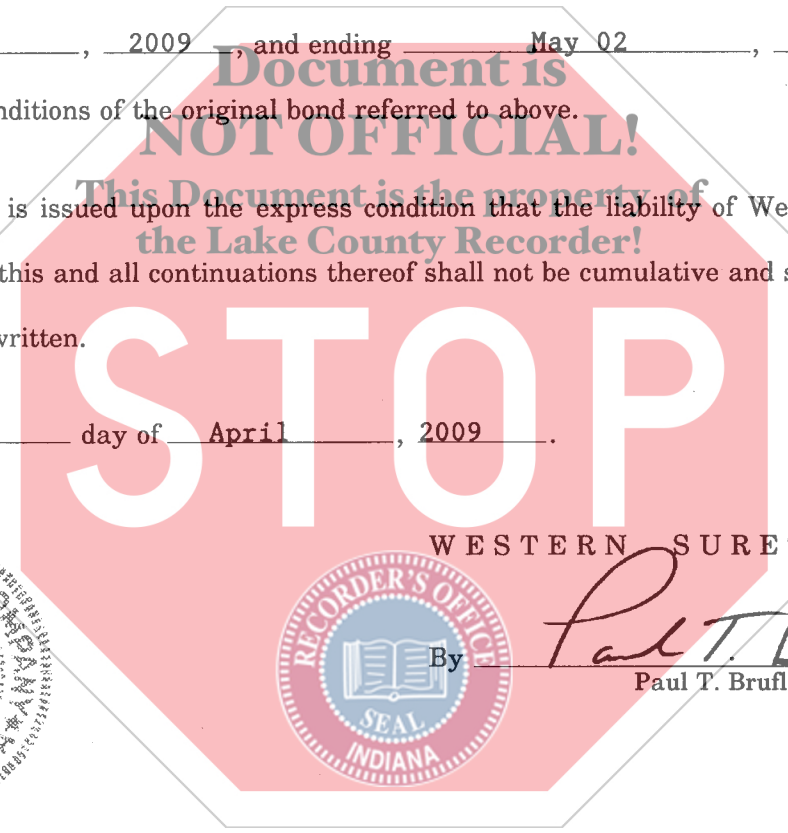 , 2009, and ending May 02,
Document is
nditions of the original bond referred to above.
NOT OFFICIAL!
This Document is the property of
is issued upon the express condition that the liability of We
the Lake County Recorder!
this and all continuations thereof shall not be cumulative and s
written.
STOP
day of April, 2009.
WESTERN SURE
RECORDER'S OFFICE
By Paul T.
Paul T. Brufl
SEAL
INDIANA
PANY